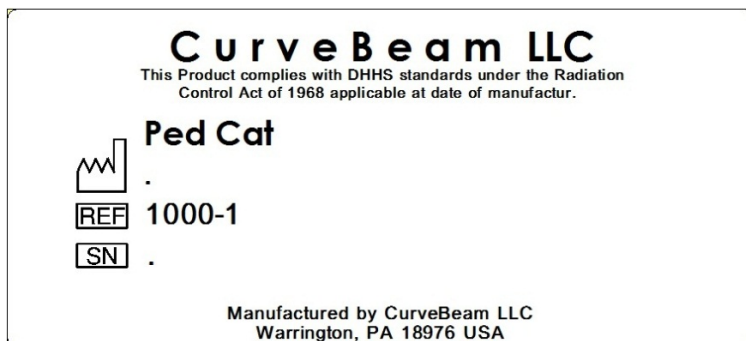 CurveBeam LLC
This Product complies with DHHS standards under the Radiation
Control Act of 1968 applicable at date of manufactur.
Ped Cat
.
REF 1000-1
SN .
Manufactured by CurveBeam LLC
Warrington, PA 18976 USA